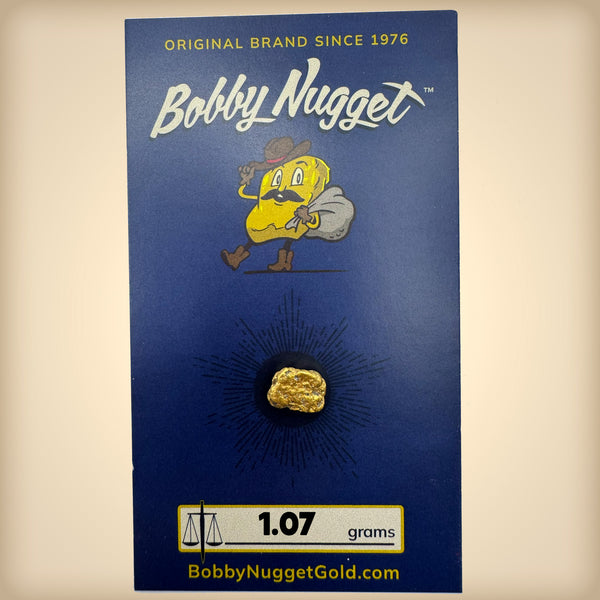 ORIGINAL BRAND SINCE 1976
Bobby Nugget™
1.07 grams
BobbyNuggetGold.com